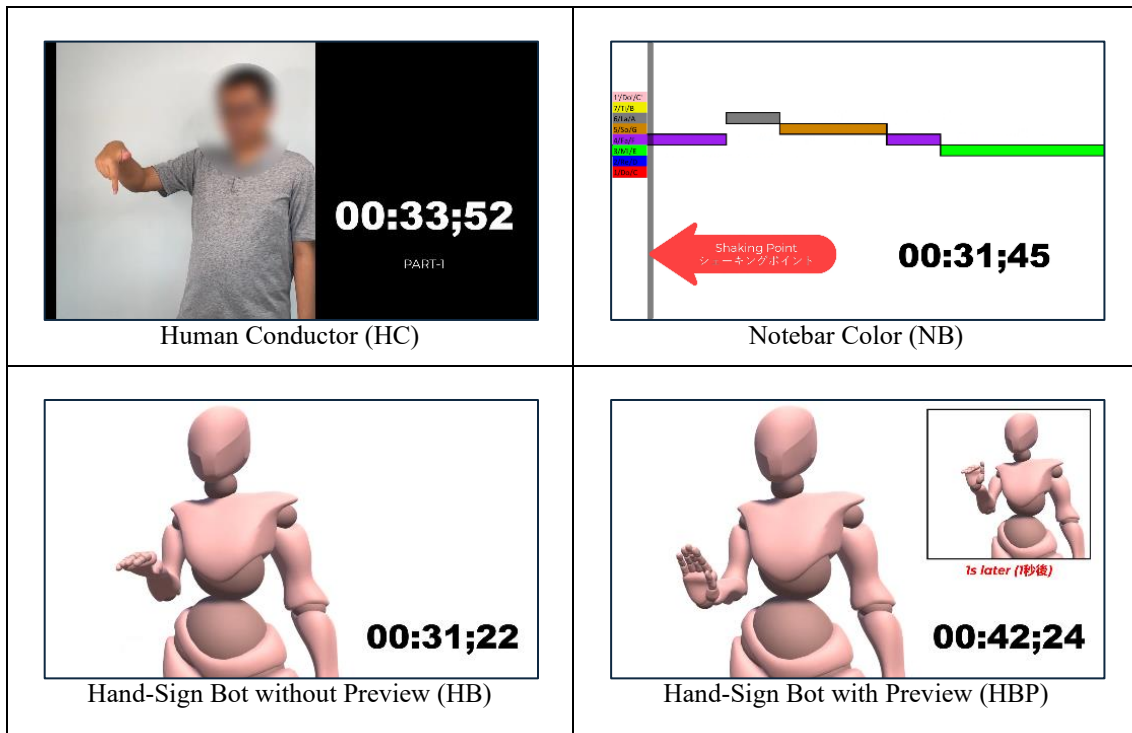 00:33;52
PART-1
Human Conductor (HC)
1'/Do/C'
7/Ti/B
6/La/A
5/So/G
4/Fa/F
3/Mi/E
1/Do/C
Shaking Point
シェーキングポイント
00:31;45
Notebar Color (NB)
00:31;22
Hand-Sign Bot without Preview (HB)
1s later (1秒後)
00:42;24
Hand-Sign Bot with Preview (HBP)